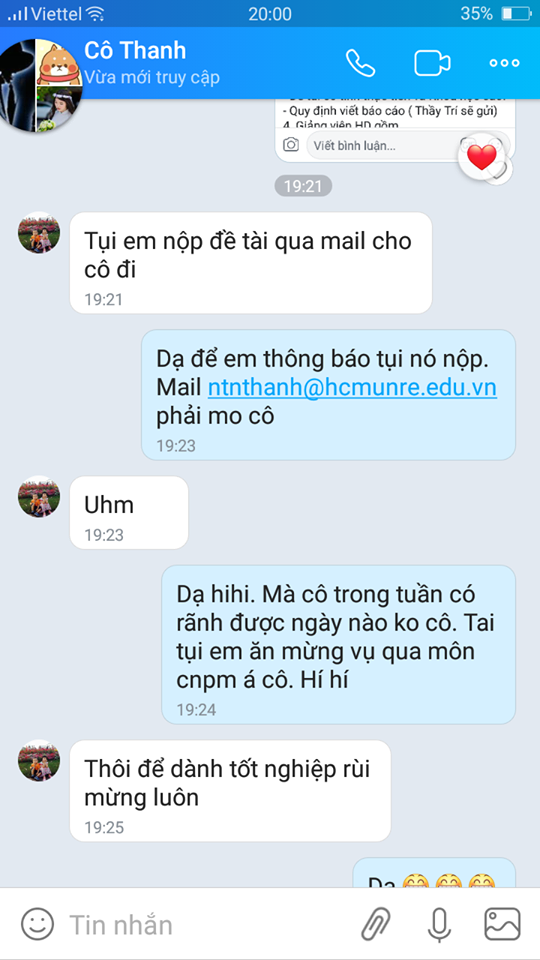 Viettel 20:00 35%
Cô Thanh
Vừa mới truy cập
- Quy định viết báo cáo ( Thầy Trí sẽ gửi)
4. Giảng viên HD gồm
Viết bình luận...
19:21
Tụi em nộp đề tài qua mail cho
cô đi
19:21
Dạ để em thông báo tụi nó nộp.
Mail ntnthanh@hcmunre.edu.vn
phải mo cô
19:23
Uhm
19:23
Dạ hihi. Mà cô trong tuần có
rãnh được ngày nào ko cô. Tai
tụi em ăn mừng vụ qua môn
cnpm á cô. Hí hí
19:24
Thôi để dành tốt nghiệp rùi
mừng luôn
19:25
Dạ 😁😁😁
Tin nhắn